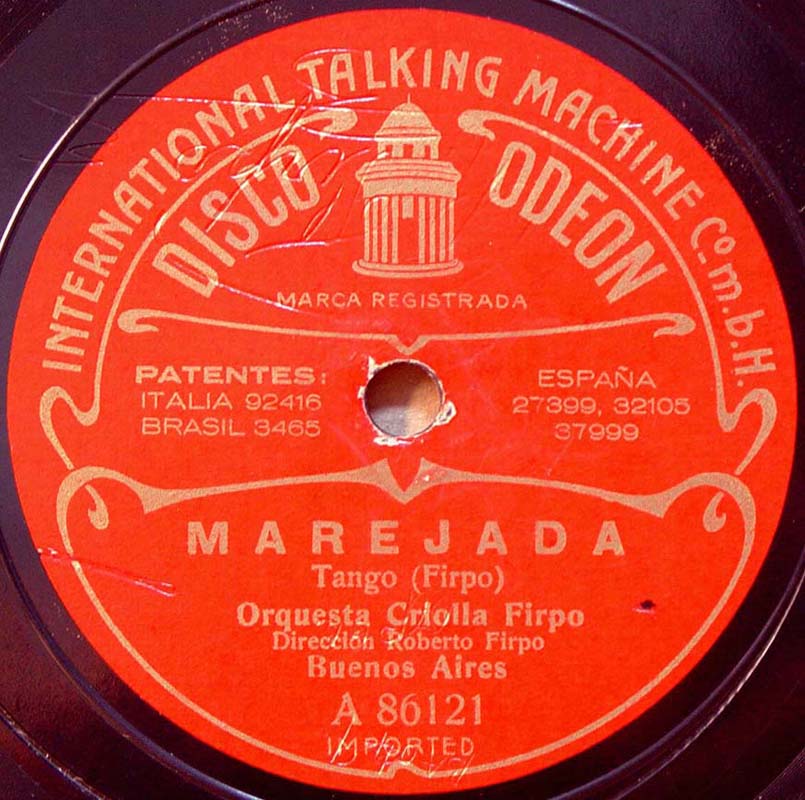 INTERNATIONAL TALKING MACHINE Co. m.b.H.
DISCO ODEON
MARCA REGISTRADA
PATENTES:
ITALIA 92416
BRASIL 3465
ESPAÑA
27399, 32105
37999
MAREJADA
Tango (Firpo)
Orquesta Criolla Firpo
Dirección Roberto Firpo
Buenos Aires
A 86121
IMPORTED